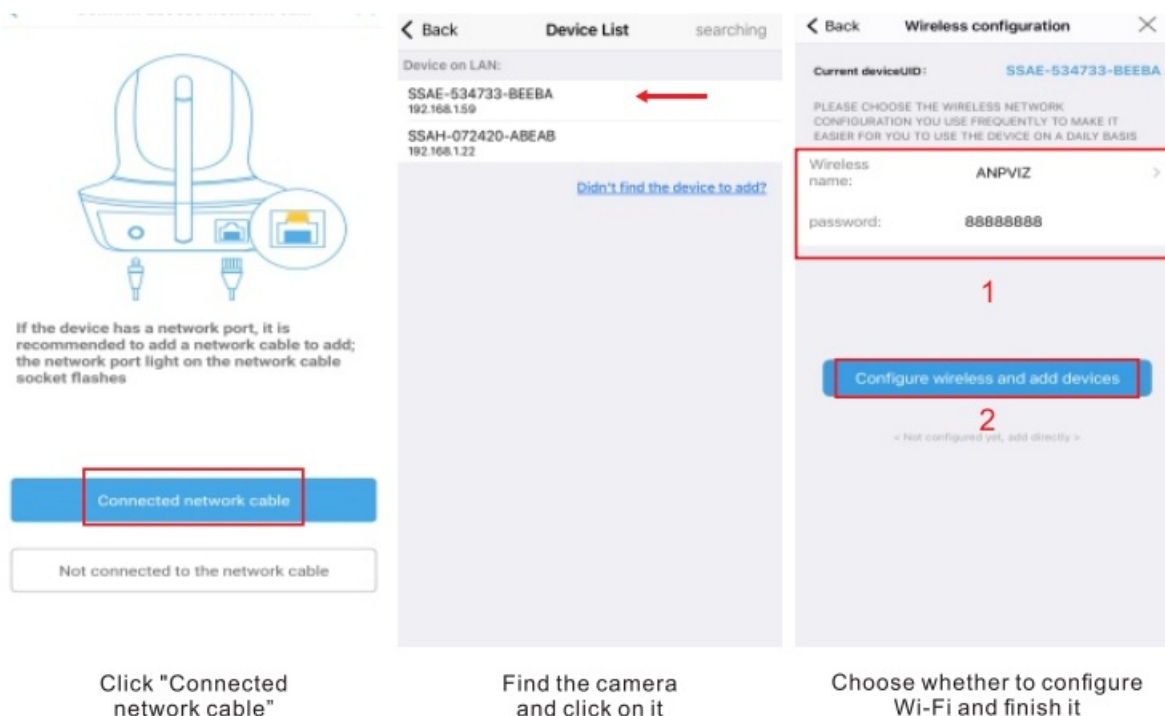 If the device has a network port, it is
recommended to add a network cable to add;
the network port light on the network cable
socket flashes
Connected network cable
Not connected to the network cable
Click "Connected
network cable"
Back
Device List
searching
Device on LAN:
SSAE-534733-BEEBA
192.168.1.59
SSAH-072420-ABEAB
192.168.1.22
Didn't find the device to add?
Find the camera
and click on it
Back
Wireless configuration
Current deviceUID:
SSAE-534733-BEEBA
PLEASE CHOOSE THE WIRELESS NETWORK
CONFIGURATION YOU USE FREQUENTLY TO MAKE IT
EASIER FOR YOU TO USE THE DEVICE ON A DAILY BASIS
Wireless
name:
ANPVIZ
password:
88888888
1
Configure wireless and add devices
2
< Not configured yet, add directly >
Choose whether to configure
Wi-Fi and finish it